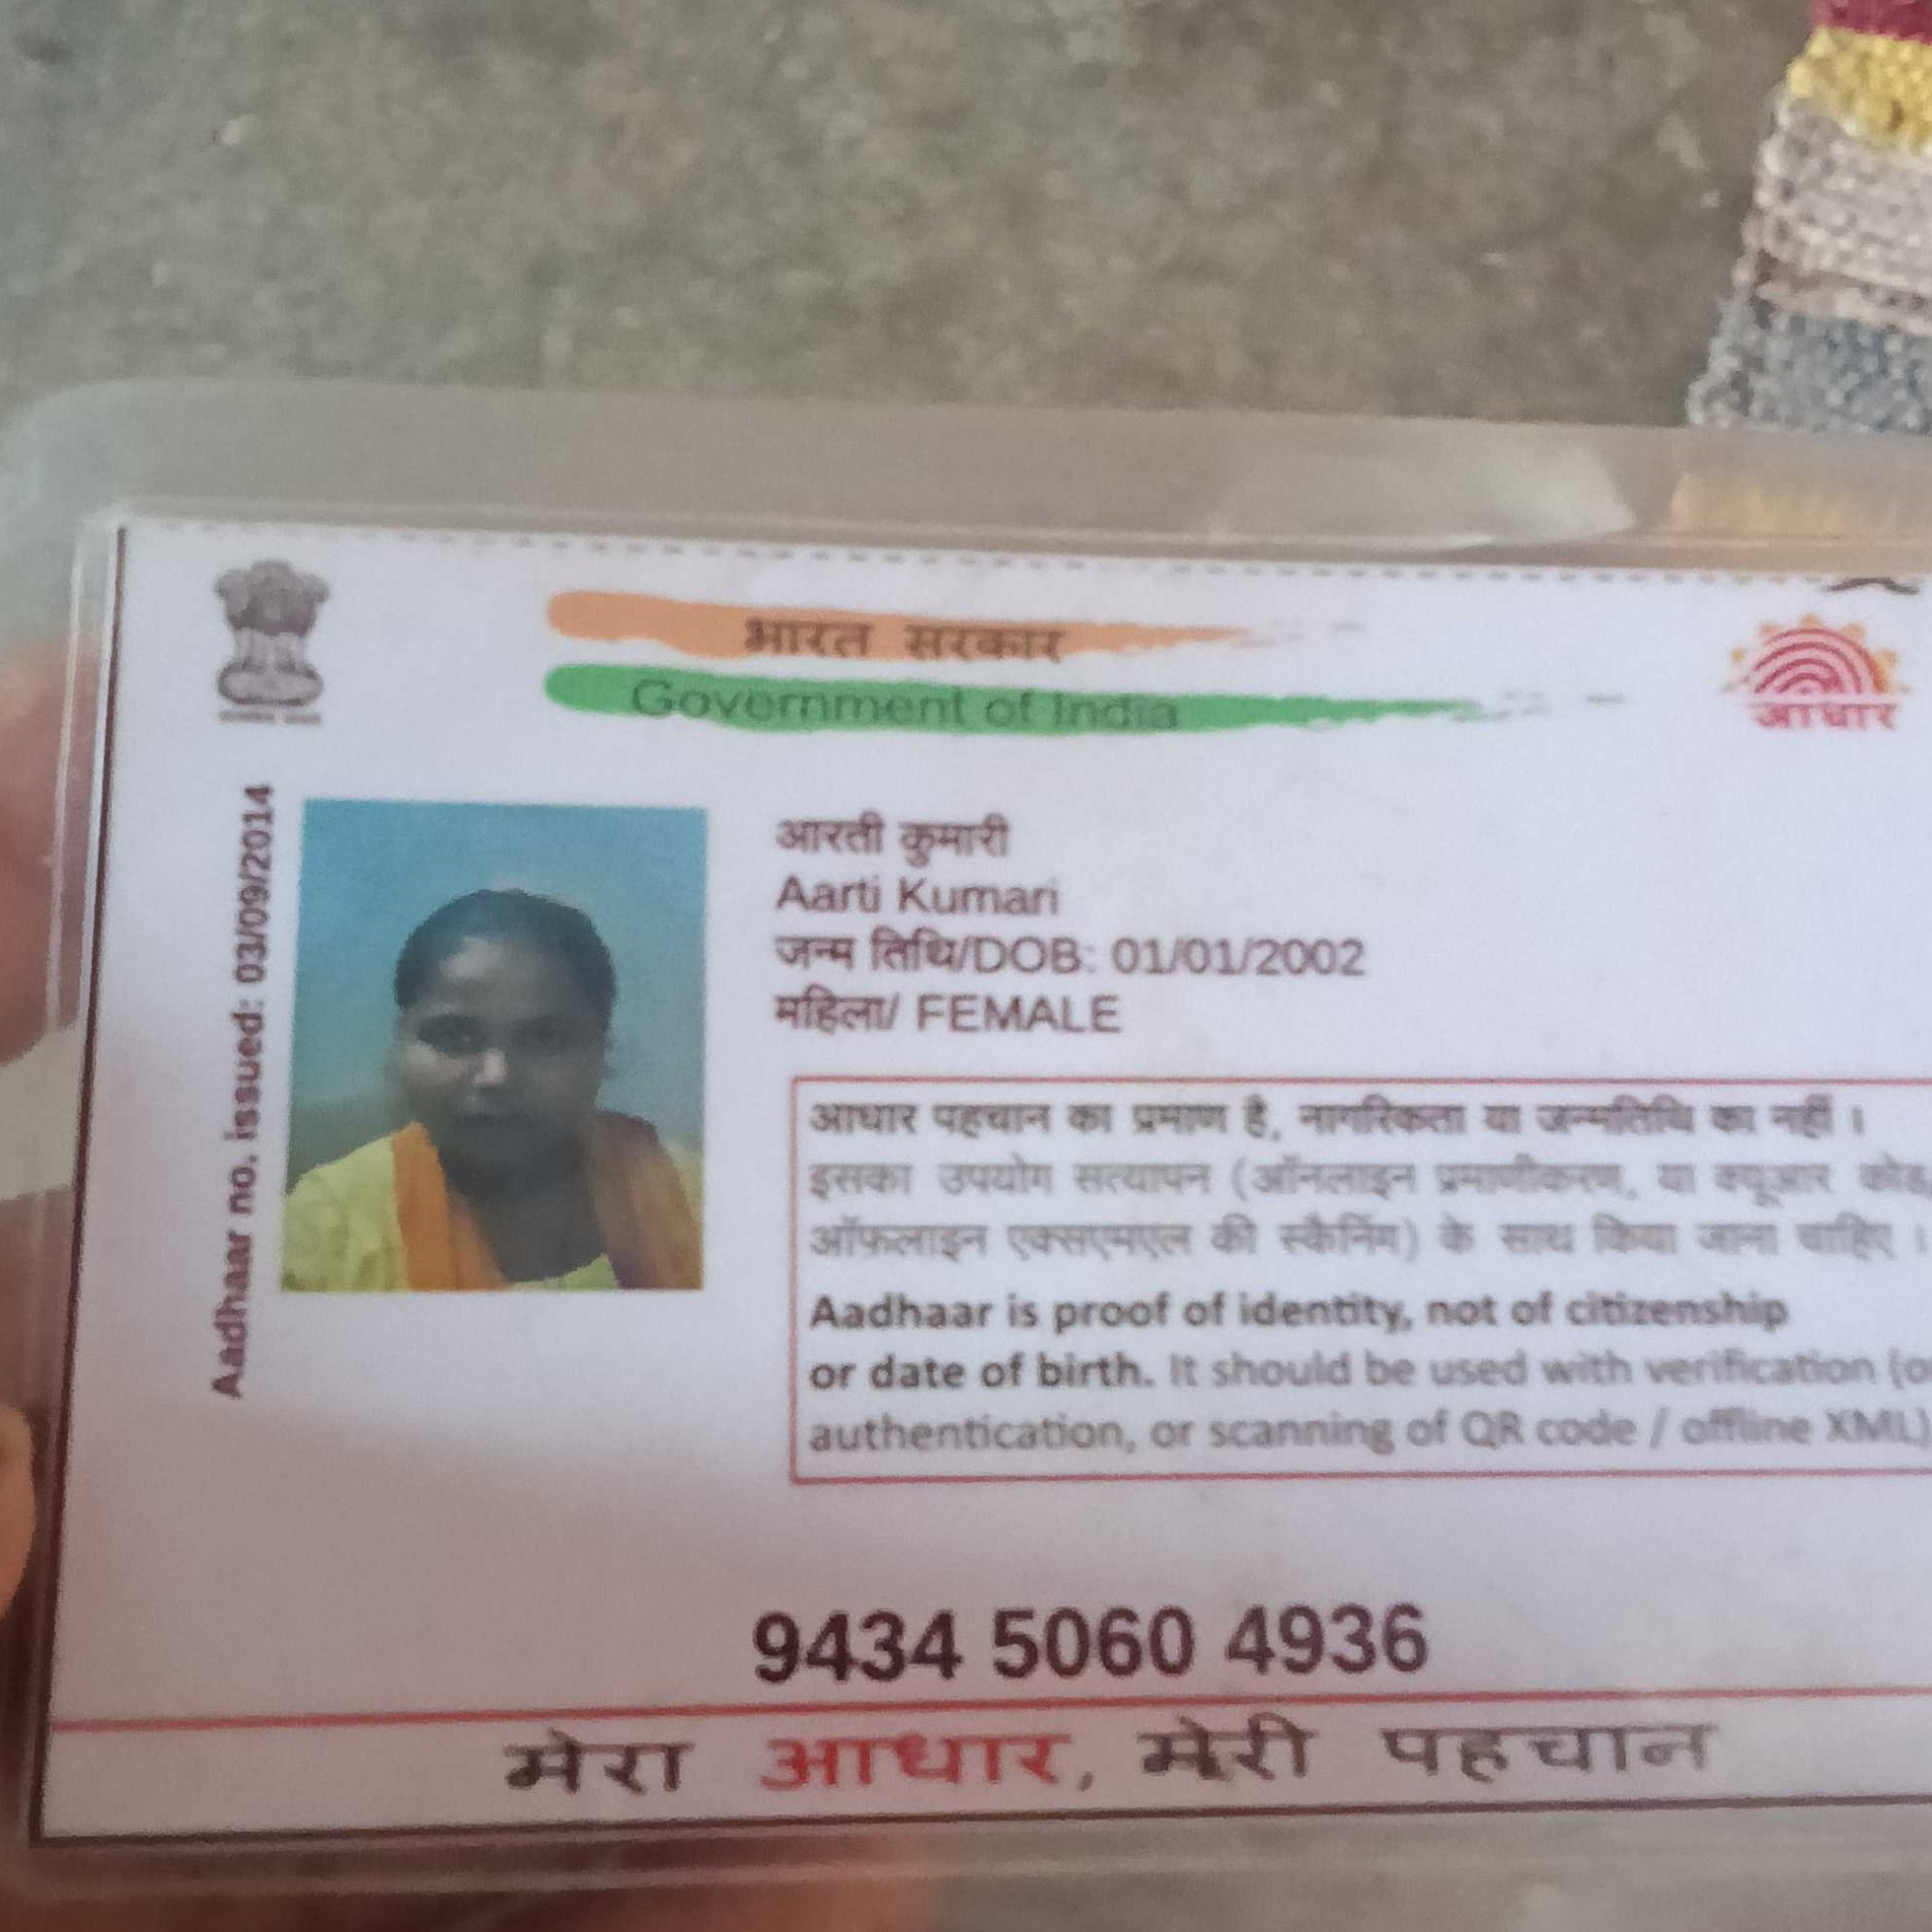 भारत सरकार
Government of India
आधार
Aadhaar no. issued: 03/09/2014
आरती कुमारी
Aarti Kumari
जन्म तिथि/DOB: 01/01/2002
महिला/ FEMALE
आधार पहचान का प्रमाण है, नागरिकता या जन्मतिथि का नहीं ।
इसका उपयोग सत्यापन (ऑनलाइन प्रमाणीकरण, या क्यूआर कोड
ऑफ़लाइन एक्सएमएल की स्कैनिंग) के साथ किया जाना चाहिए ।
Aadhaar is proof of identity, not of citizenship
or date of birth. It should be used with verification
authentication, or scanning of QR code / offline XML)
9434 5060 4936
मेरा आधार, मेरी पहचान